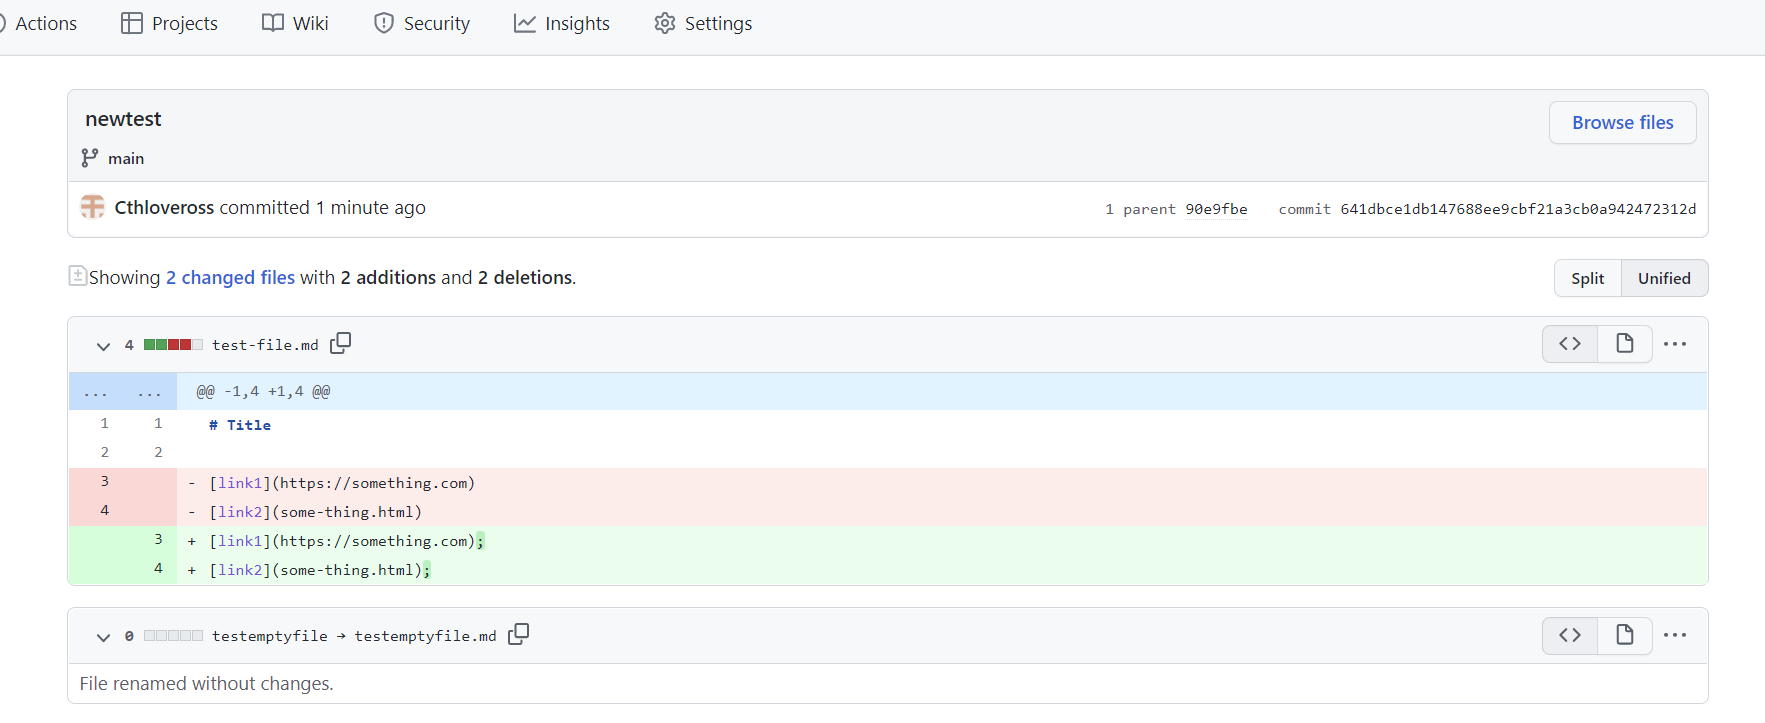 Actions Projects Wiki Security Insights Settings
newtest
Browse files
main
Cthloveross committed 1 minute ago
1 parent 90e9fbe commit 641dbce1db147688ee9cbf21a3cb0a942472312d
Showing 2 changed files with 2 additions and 2 deletions.
Split Unified
4 test-file.md
... ... @@ -1,4 +1,4 @@
1 1 # Title
2 2
3 - [link1](https://something.com)
4 - [link2](some-thing.html)
3 + [link1](https://something.com);
4 + [link2](some-thing.html);
0 testemptyfile → testemptyfile.md
File renamed without changes.